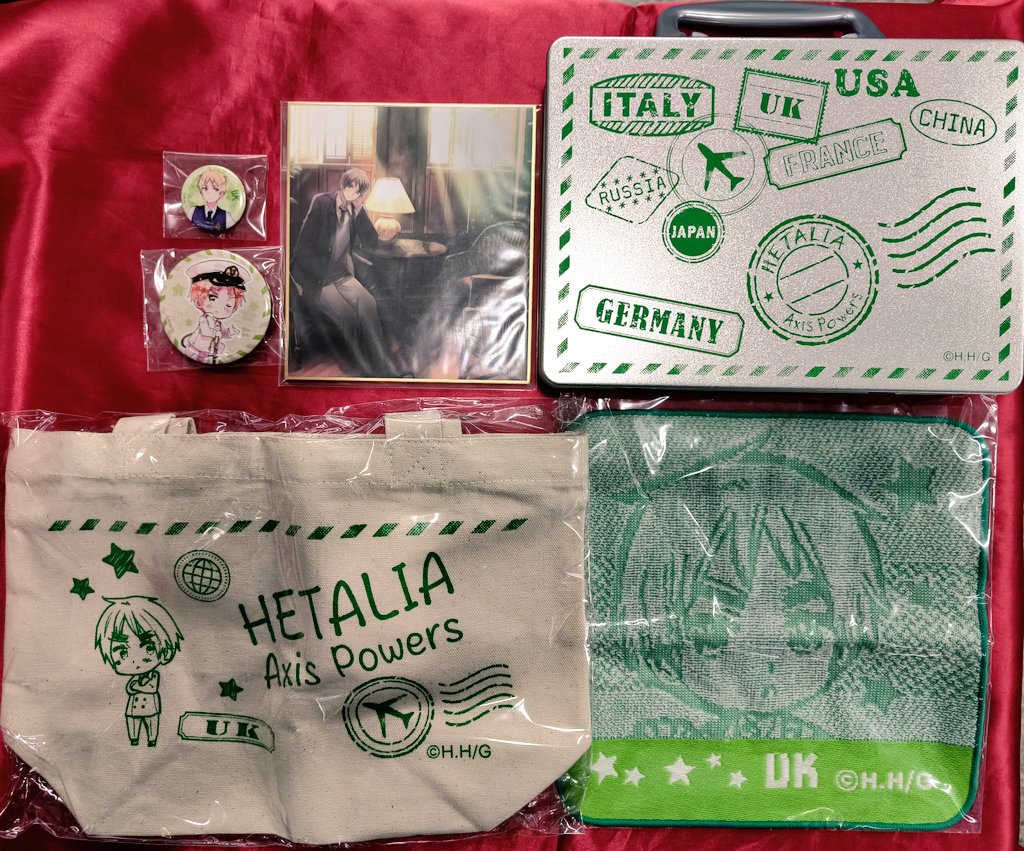 ITALY
UK
USA
CHINA
FRANCE
RUSSIA
JAPAN
HETALIA
Axis Powers
GERMANY
©H.H/G
HETALIA
Axis Powers
UK
©H.H/G
UK ©H.H/G